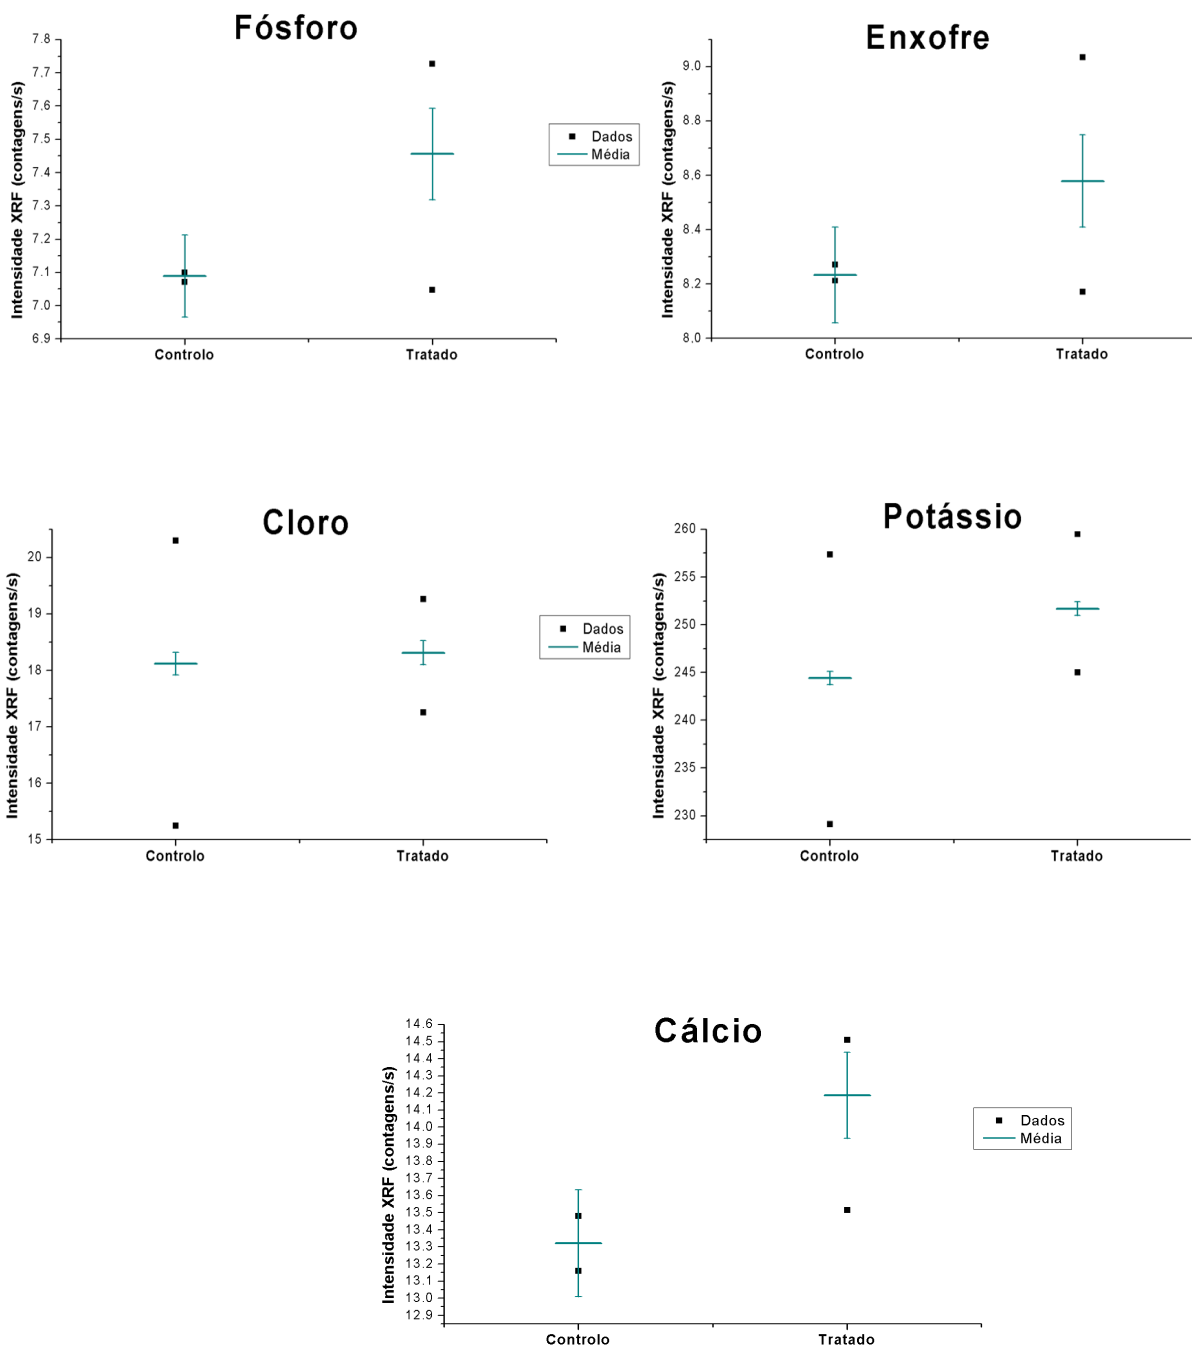 Fósforo
7.8
7.7
7.6
7.5
7.4
7.3
7.2
7.1
7.0
6.9
Intensidade XRF (contagens/s)
Controlo
Tratado
Dados
Média
Enxofre
9.0
8.8
8.6
8.4
8.2
8.0
Intensidade XRF (contagens/s)
Controlo
Tratado
Cloro
20
19
18
17
16
15
Intensidade XRF (contagens/s)
Controlo
Tratado
Dados
Média
Potássio
260
255
250
245
240
235
230
Intensidade XRF (contagens/s)
Controlo
Tratado
Cálcio
14.6
14.5
14.4
14.3
14.2
14.1
14.0
13.9
13.8
13.7
13.6
13.5
13.4
13.3
13.2
13.1
13.0
12.9
Intensidade XRF (contagens/s)
Controlo
Tratado
Dados
Média